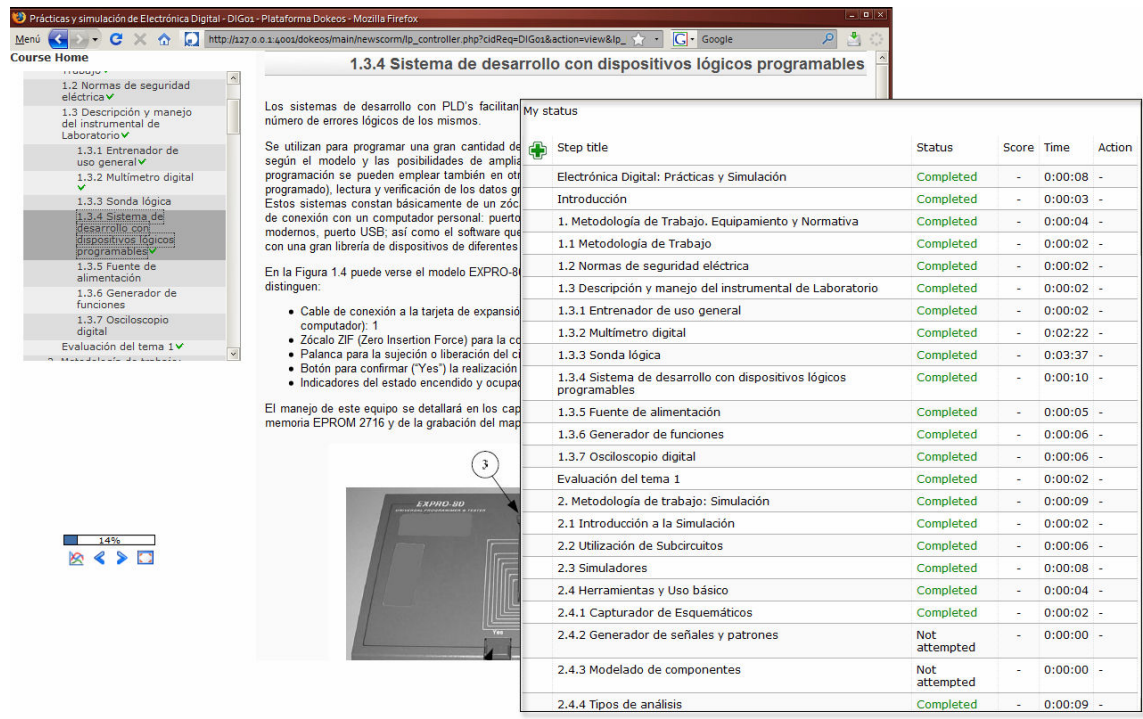 Prácticas y simulación de Electrónica Digital - DIG01 - Plataforma Dokeos - Mozilla Firefox
Menú
http://127.0.0.1:4001/dokeos/main/newscorm/lp_controller.php?cidReq=DIG01&action=view&lp_
Google
Course Home
Trabajo
1.2 Normas de seguridad
eléctrica
1.3 Descripción y manejo
del instrumental de
Laboratorio
1.3.1 Entrenador de
uso general
1.3.2 Multímetro digital
1.3.3 Sonda lógica
1.3.4 Sistema de
desarrollo con
dispositivos lógicos
programables
1.3.5 Fuente de
alimentación
1.3.6 Generador de
funciones
1.3.7 Osciloscopio
digital
Evaluación del tema 1
2. Metodología de trabajo:
14%
1.3.4 Sistema de desarrollo con dispositivos lógicos programables
Los sistemas de desarrollo con PLD's facilitan
número de errores lógicos de los mismos.
Se utilizan para programar una gran cantidad de
según el modelo y las posibilidades de amplia
programación se pueden emplear también en otr
programado), lectura y verificación de los datos gr
Estos sistemas constan básicamente de un zóc
de conexión con un computador personal: puerto
modernos, puerto USB; así como el software que
con una gran librería de dispositivos de diferentes
En la Figura 1.4 puede verse el modelo EXPRO-80
distinguen:
• Cable de conexión a la tarjeta de expansió
computador): 1
• Zócalo ZIF (Zero Insertion Force) para la co
• Palanca para la sujeción o liberación del ci
• Botón para confirmar ("Yes") la realización
• Indicadores del estado encendido y ocupad
El manejo de este equipo se detallará en los cap
memoria EPROM 2716 y de la grabación del map
3
EXPRO-80
UNIVERSAL PROGRAMMER & TESTER
Yes
My status
Step title Status Score Time Action
Electrónica Digital: Prácticas y Simulación Completed - 0:00:08 -
Introducción Completed - 0:00:03 -
1. Metodología de Trabajo. Equipamiento y Normativa Completed - 0:00:04 -
1.1 Metodología de Trabajo Completed - 0:00:02 -
1.2 Normas de seguridad eléctrica Completed - 0:00:02 -
1.3 Descripción y manejo del instrumental de Laboratorio Completed - 0:00:02 -
1.3.1 Entrenador de uso general Completed - 0:00:02 -
1.3.2 Multímetro digital Completed - 0:02:22 -
1.3.3 Sonda lógica Completed - 0:03:37 -
1.3.4 Sistema de desarrollo con dispositivos lógicos Completed - 0:00:10 -
programables
1.3.5 Fuente de alimentación Completed - 0:00:05 -
1.3.6 Generador de funciones Completed - 0:00:06 -
1.3.7 Osciloscopio digital Completed - 0:00:06 -
Evaluación del tema 1 Completed - 0:00:02 -
2. Metodología de trabajo: Simulación Completed - 0:00:09 -
2.1 Introducción a la Simulación Completed - 0:00:02 -
2.2 Utilización de Subcircuitos Completed - 0:00:06 -
2.3 Simuladores Completed - 0:00:08 -
2.4 Herramientas y Uso básico Completed - 0:00:04 -
2.4.1 Capturador de Esquemáticos Completed - 0:00:02 -
2.4.2 Generador de señales y patrones Not - 0:00:00 -
attempted
2.4.3 Modelado de componentes Not - 0:00:00 -
attempted
2.4.4 Tipos de análisis Completed - 0:00:09 -